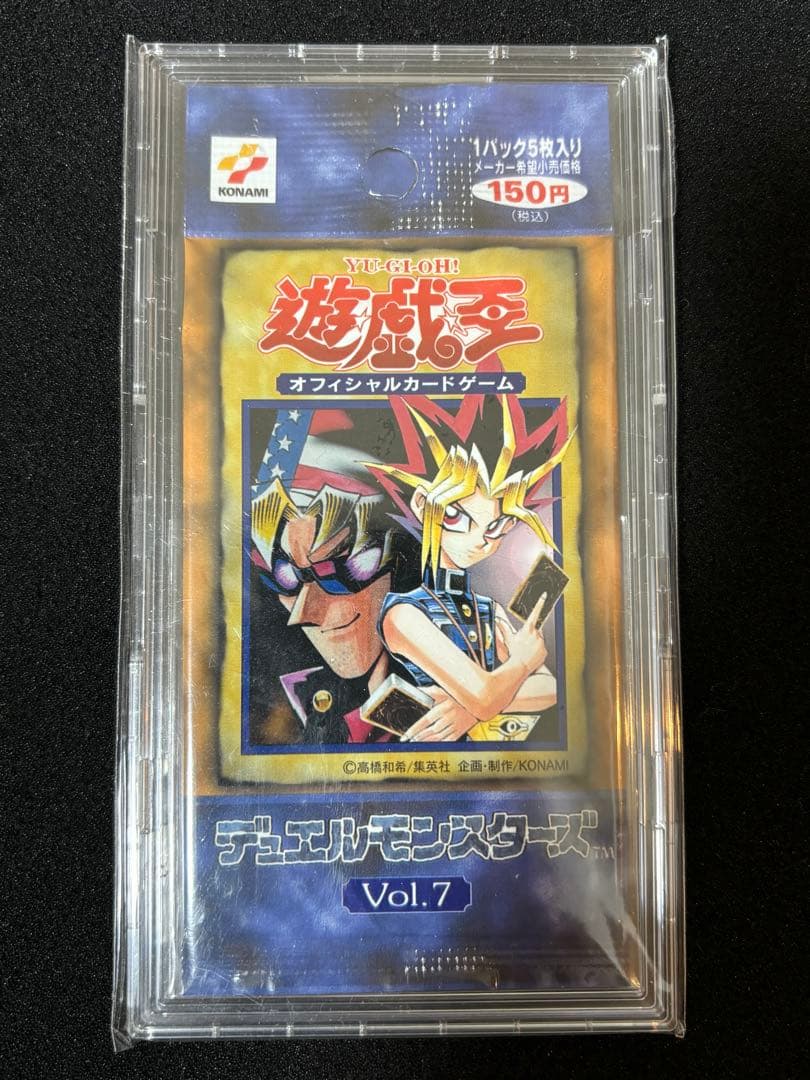 KONAMI
1パック5枚入り
メーカー希望小売価格
150円
(税込)
YU-GI-OH!
遊戯王
オフィシャルカードゲーム
©高橋和希/集英社 企画・制作/KONAMI
デュエルモンスターズ™
Vol.7